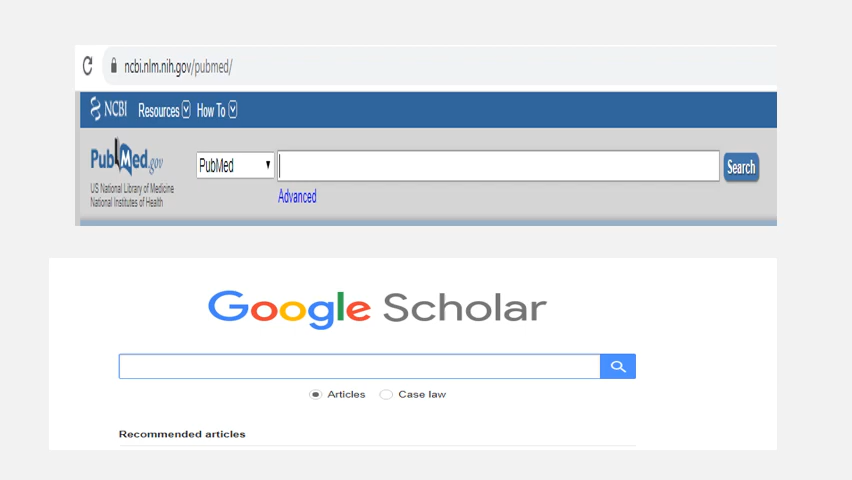 ncbi.nlm.nih.gov/pubmed/
NCBI Resources How To
PubMed.gov
US National Library of Medicine
National Institutes of Health
PubMed
Search
Advanced
Google Scholar
Articles Case law
Recommended articles